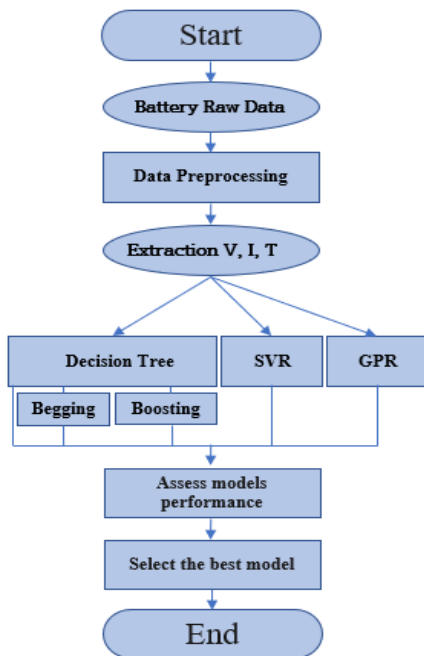 Start
Battery Raw Data
Data Preprocessing
Extraction V, I, T
Decision Tree
SVR
GPR
Begging
Boosting
Assess models
performance
Select the best model
End